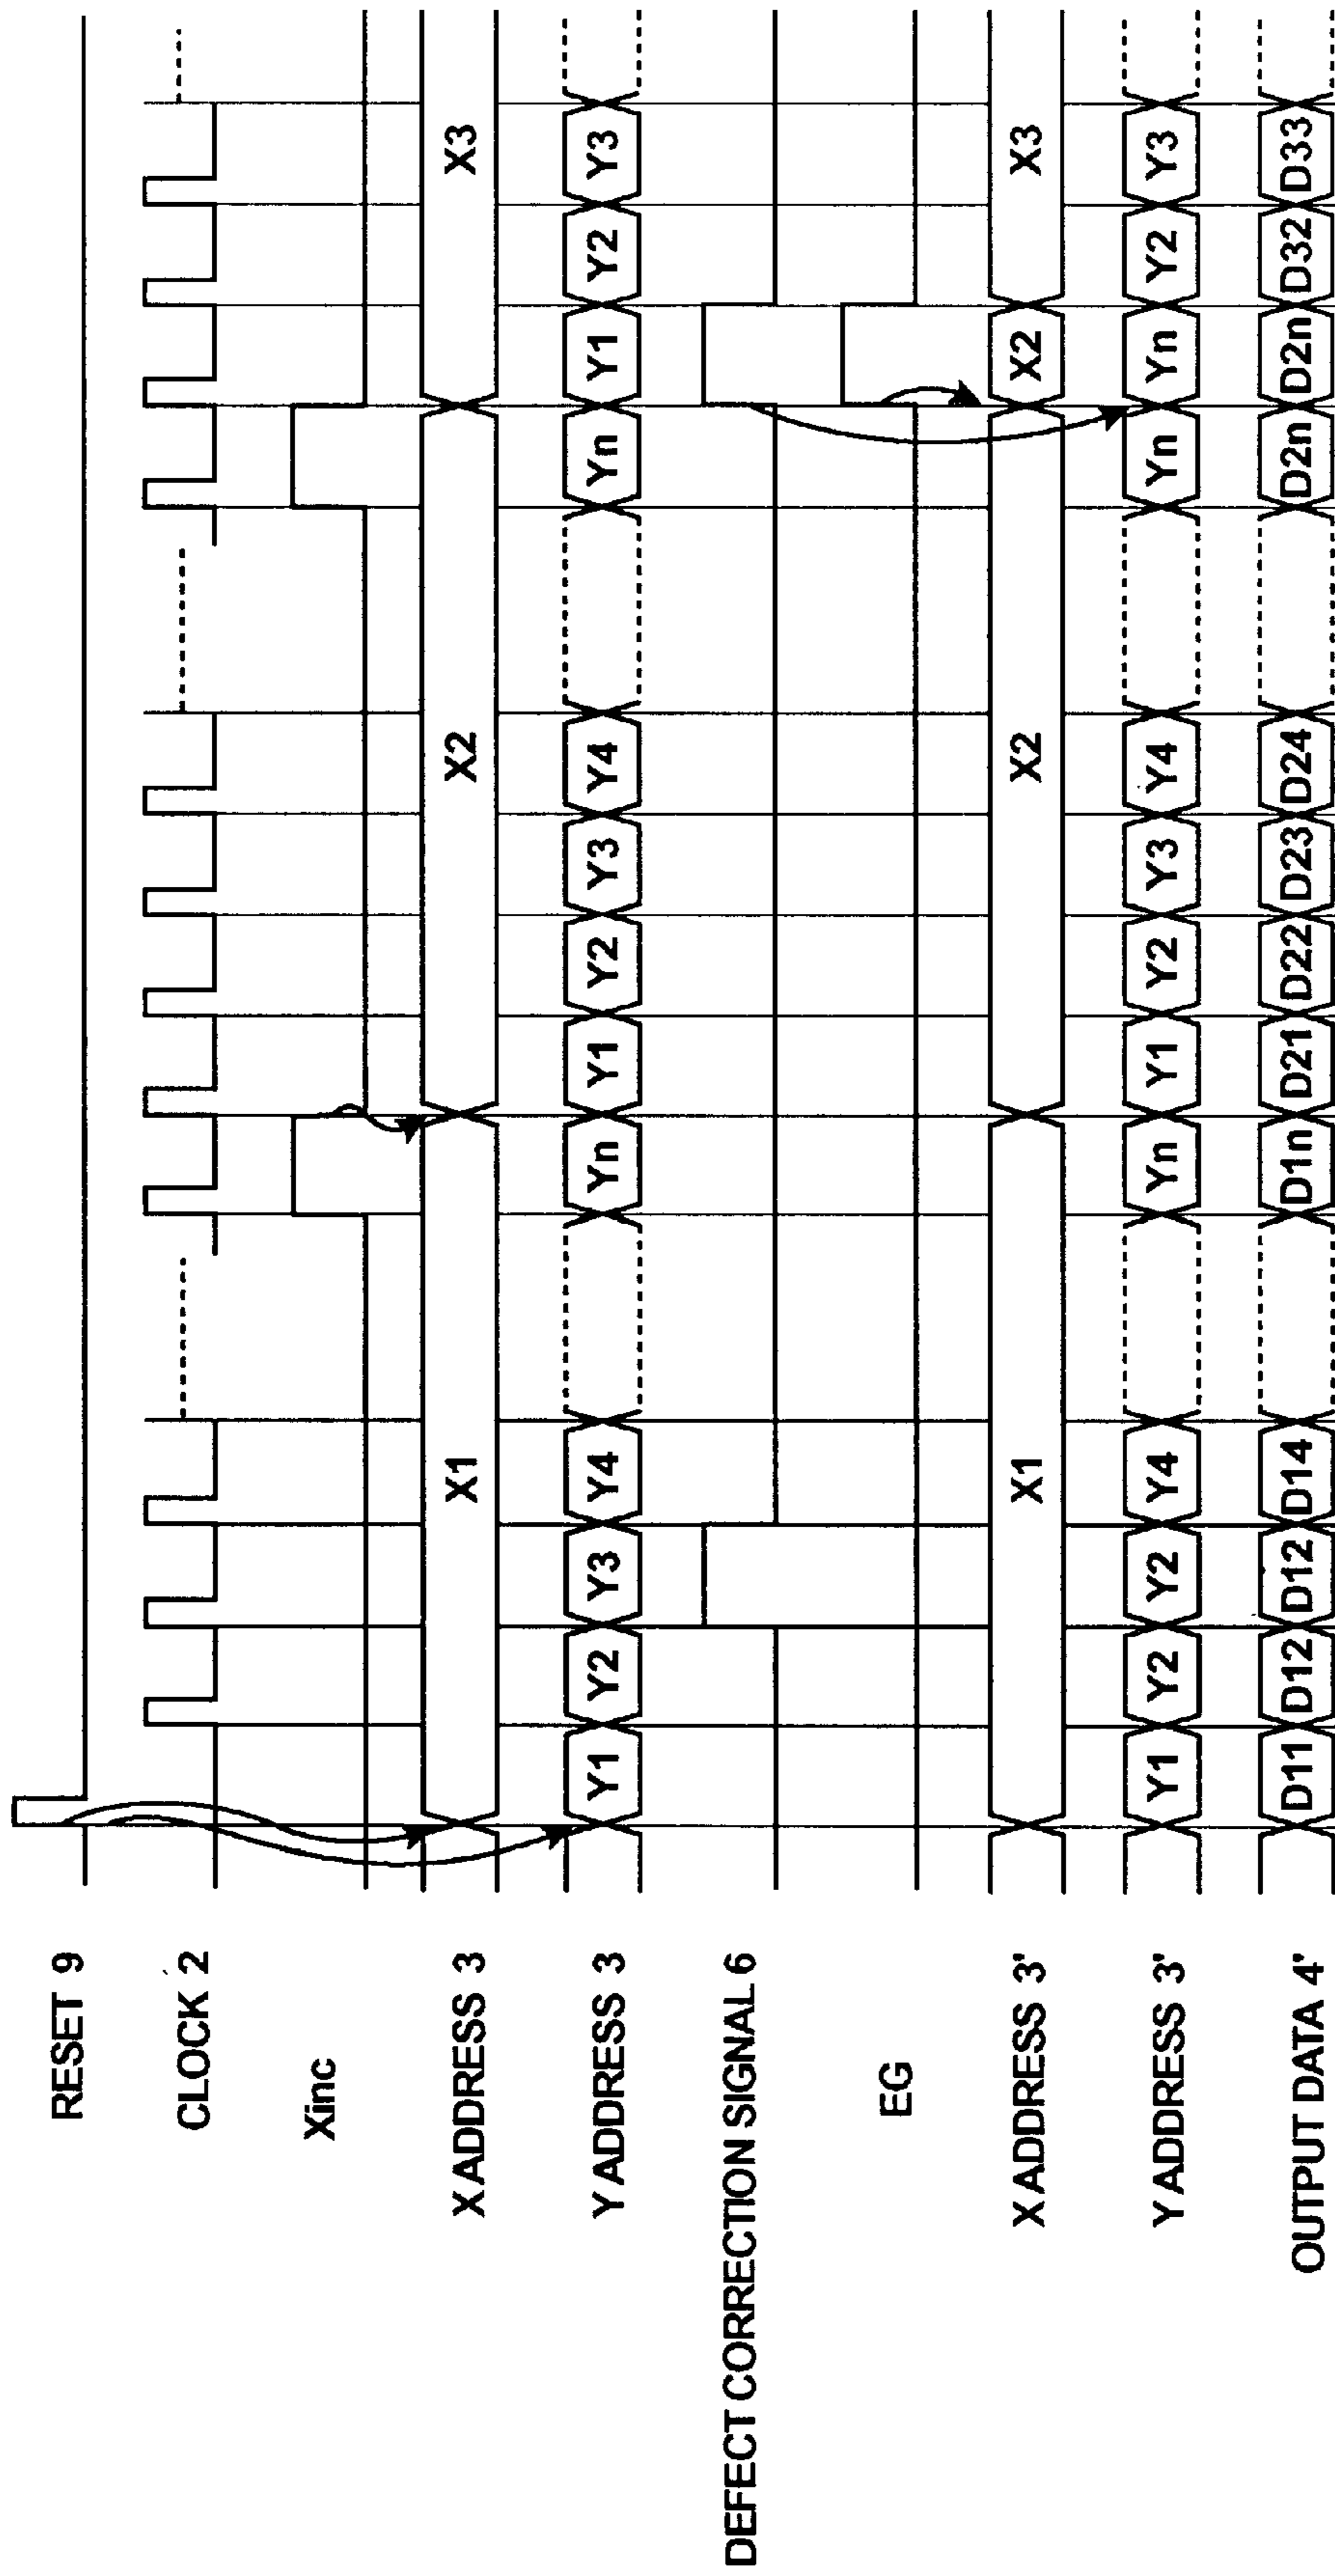 RESET 9
CLOCK 2
Xinc
X ADDRESS 3 X1 X2 X3
Y ADDRESS 3 Y1 Y2 Y3 Y4 Yn Y1 Y2 Y3 Y4 Yn Y1 Y2 Y3
DEFECT CORRECTION SIGNAL 6
EG
X ADDRESS 3' X1 X2 X2 X3
Y ADDRESS 3' Y1 Y2 Y2 Y4 Yn Y1 Y2 Y3 Y4 Yn Yn Y2 Y3
OUTPUT DATA 4' D11 D12 D12 D14 D1n D21 D22 D23 D24 D2n D2n D32 D33